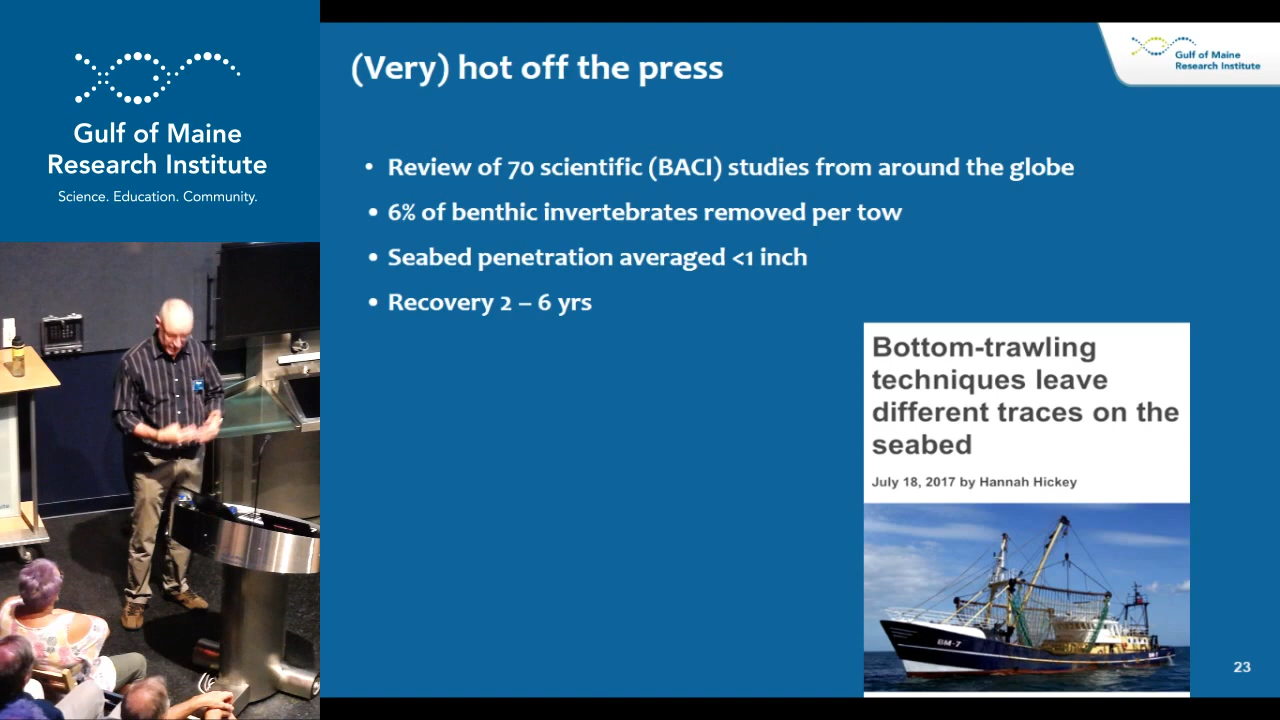 Gulf of Maine
Research Institute
Science. Education. Community.
(Very) hot off the press
Gulf of Maine
Research Institute
• Review of 70 scientific (BACI) studies from around the globe
• 6% of benthic invertebrates removed per tow
• Seabed penetration averaged <1 inch
• Recovery 2 – 6 yrs
Bottom-trawling
techniques leave
different traces on the
seabed
July 18, 2017 by Hannah Hickey
BM-7
23